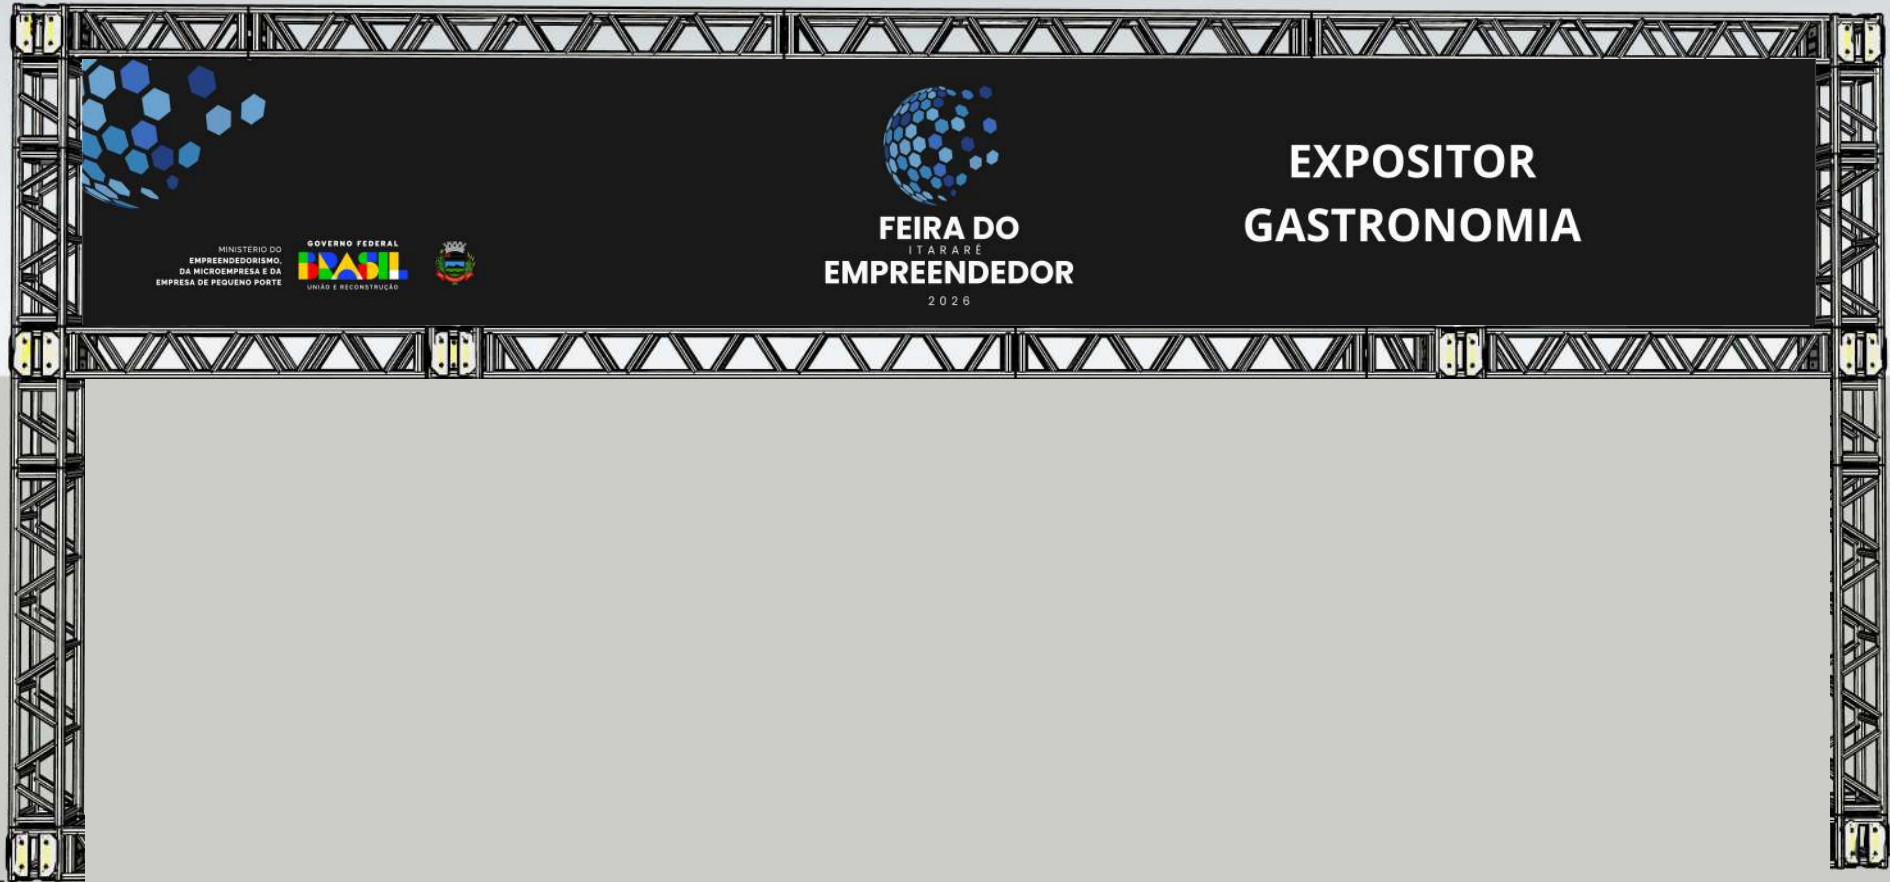 MINISTÉRIO DO
EMPREENDEDORISMO,
DA MICROEMPRESA E DA
EMPRESA DE PEQUENO PORTE
GOVERNO FEDERAL
BRASIL
UNIÃO E RECONSTRUÇÃO
FEIRA DO
ITARARÉ
EMPREENDEDOR
2026
EXPOSITOR
GASTRONOMIA